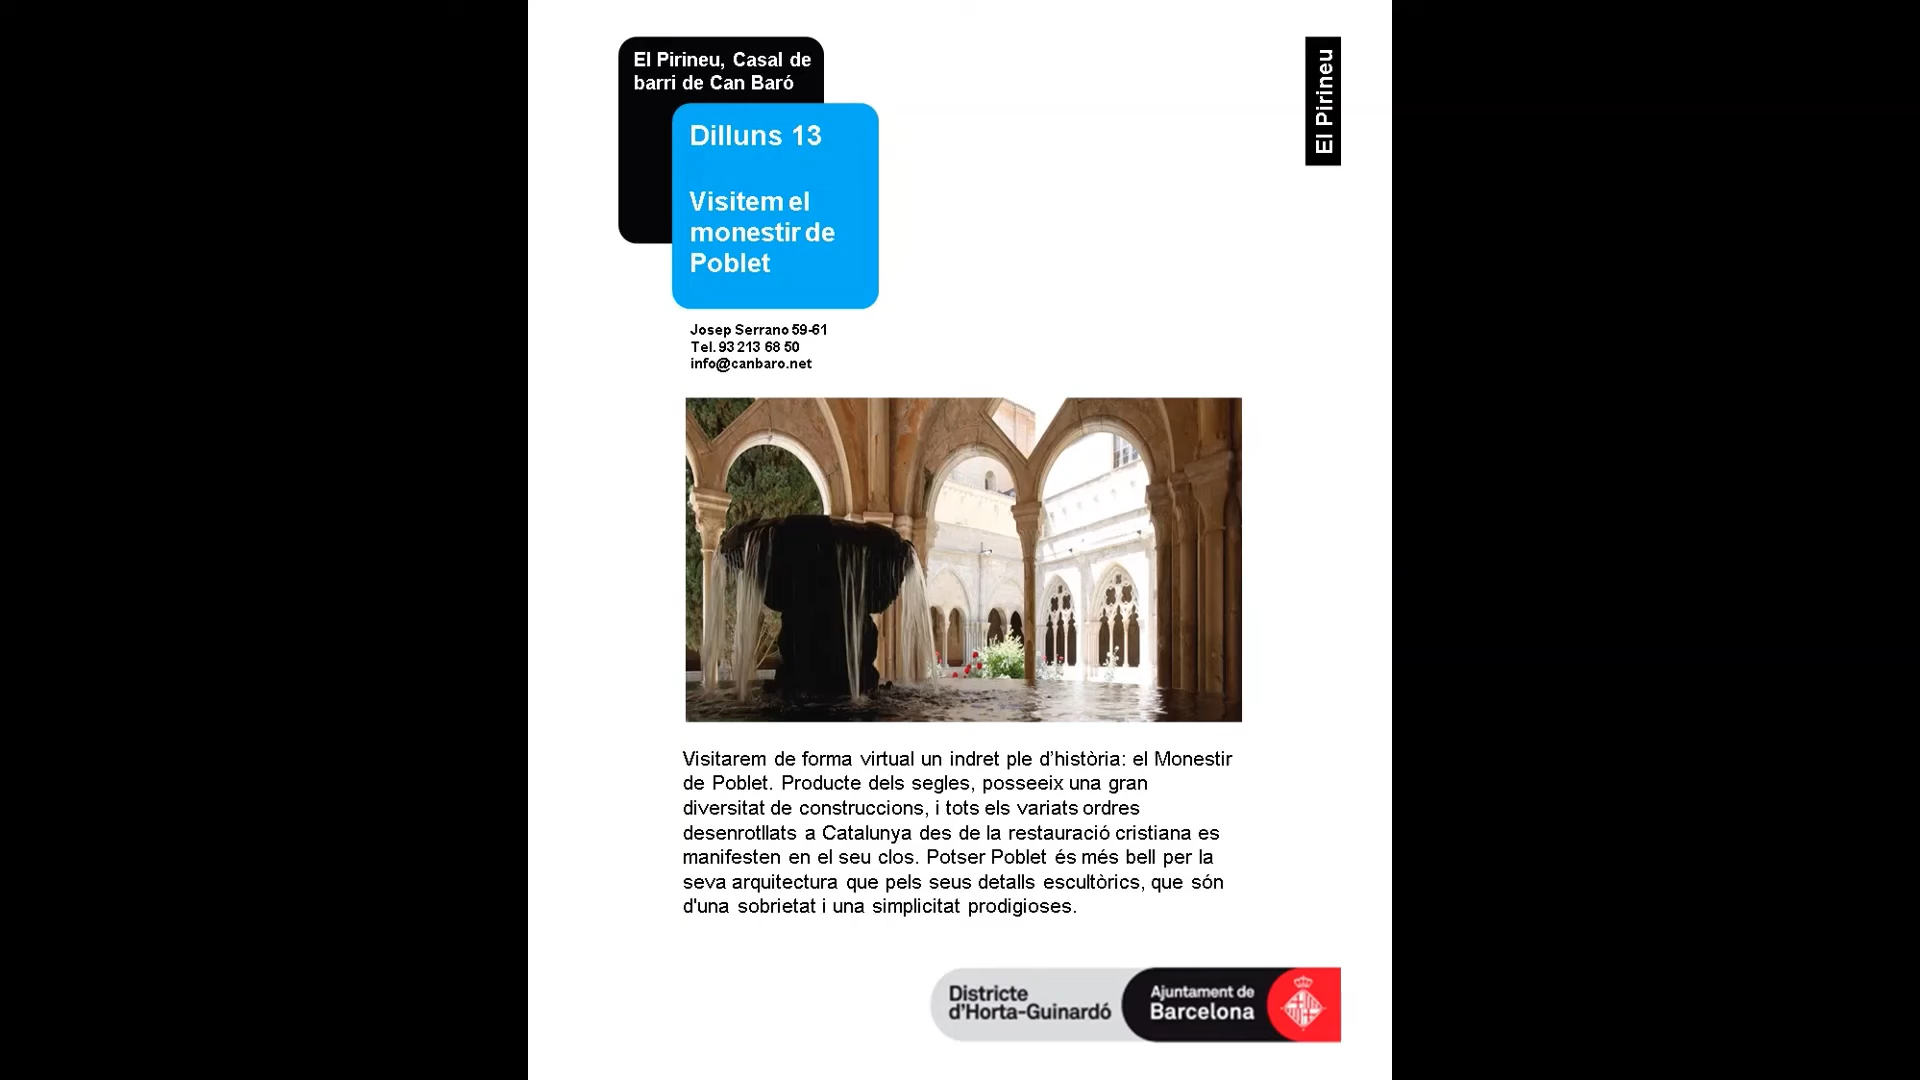 El Pirineu, Casal de
barri de Can Baró
El Pirineu
Dilluns 13
Visitem el
monestir de
Poblet
Josep Serrano 59-61
Tel. 93 213 68 50
info@canbaro.net
Visitarem de forma virtual un indret ple d’història: el Monestir
de Poblet. Producte dels segles, posseeix una gran
diversitat de construccions, i tots els variats ordres
desenrotllats a Catalunya des de la restauració cristiana es
manifesten en el seu clos. Potser Poblet és més bell per la
seva arquitectura que pels seus detalls escultòrics, que són
d'una sobrietat i una simplicitat prodigioses.
Districte
d’Horta-Guinardó
Ajuntament de
Barcelona